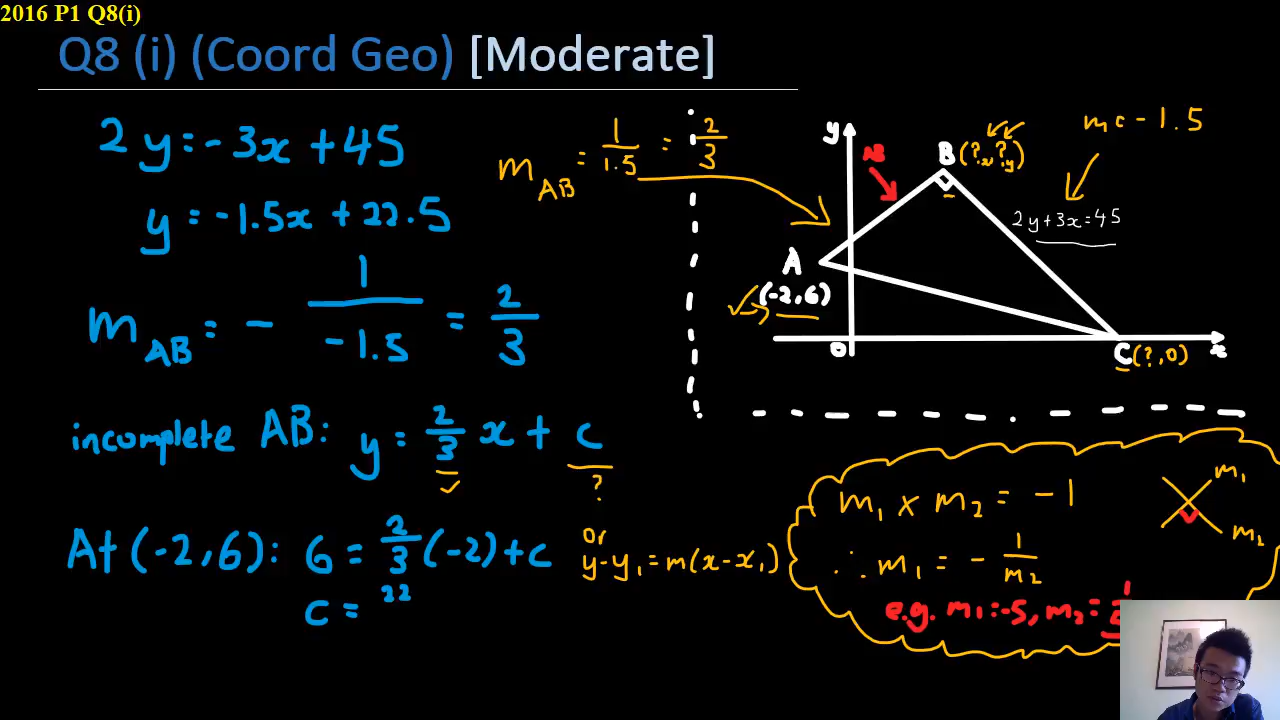 2016 P1 Q8(i)
Q8 (i) (Coord Geo) [Moderate]
2y = -3x + 45
y = -1.5x + 22.5
m_AB = - 1/-1.5 = 2/3
incomplete AB: y = 2/3 x + c
?
At (-2,6): 6 = 2/3 (-2) + c
c = 22
or
y-y₁ = m(x-x₁)
m_AB = 1/1.5 = 2/3
y
AB
B (?x, ?y)
mc = -1.5
2y+3x=45
A
(-2,6)
0
C (?,0)
x
m₁ x m₂ = -1
∴ m₁ = - 1/m₂
e.g. m₁ = -5, m₂ =
m₁
m₂